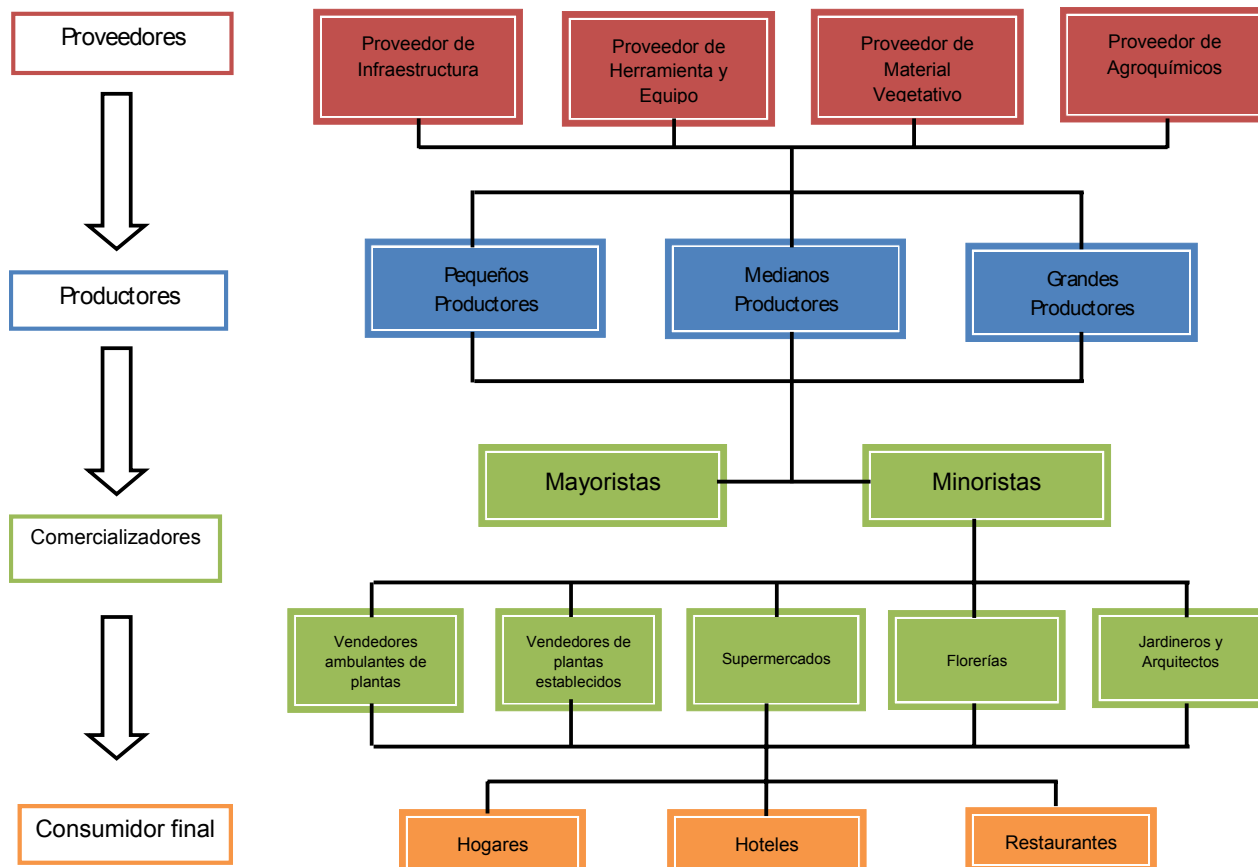 Proveedores
Proveedor de
Infraestructura
Proveedor de
Herramienta y
Equipo
Proveedor de
Material
Vegetativo
Proveedor de
Agroquímicos
Productores
Pequeños
Productores
Medianos
Productores
Grandes
Productores
Comercializadores
Mayoristas
Minoristas
Vendedores
ambulantes de
plantas
Vendedores de
plantas
establecidos
Supermercados
Florerías
Jardineros y
Arquitectos
Consumidor final
Hogares
Hoteles
Restaurantes